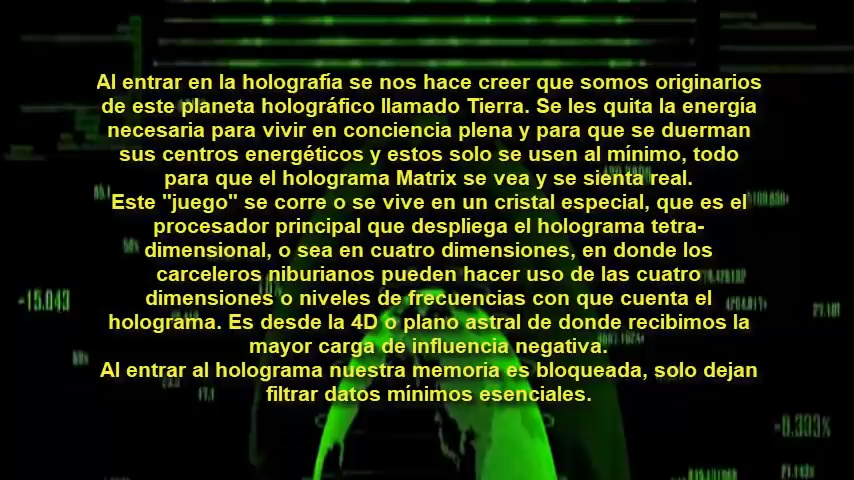 Al entrar en la holografía se nos hace creer que somos originarios
de este planeta holográfico llamado Tierra. Se les quita la energía
necesaria para vivir en conciencia plena y para que se duerman
sus centros energéticos y estos solo se usen al mínimo, todo
para que el holograma Matrix se vea y se sienta real.
Este "juego" se corre o se vive en un cristal especial, que es el
procesador principal que despliega el holograma tetra-
dimensional, o sea en cuatro dimensiones, en donde los
carceleros niburianos pueden hacer uso de las cuatro
dimensiones o niveles de frecuencias con que cuenta el
holograma. Es desde la 4D o plano astral de donde recibimos la
mayor carga de influencia negativa.
Al entrar al holograma nuestra memoria es bloqueada, solo dejan
filtrar datos mínimos esenciales.
-15.043
17.1
-0.333%